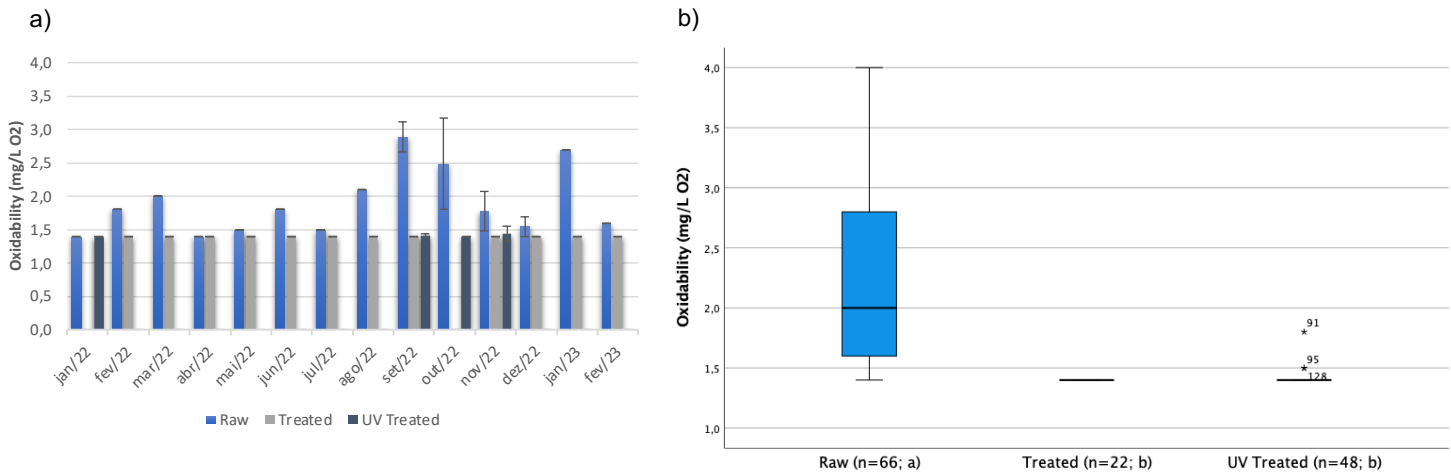 a)
Oxidability (mg/L O2)
4,0
3,5
3,0
2,5
2,0
1,5
1,0
0,5
0,0
jan/22
fev/22
mar/22
abr/22
mai/22
jun/22
jul/22
ago/22
set/22
out/22
nov/22
dez/22
jan/23
fev/23
Raw
Treated
UV Treated
b)
Oxidability (mg/L O2)
4,0
3,5
3,0
2,5
2,0
1,5
1,0
91
95
128
Raw (n=66; a)
Treated (n=22; b)
UV Treated (n=48; b)